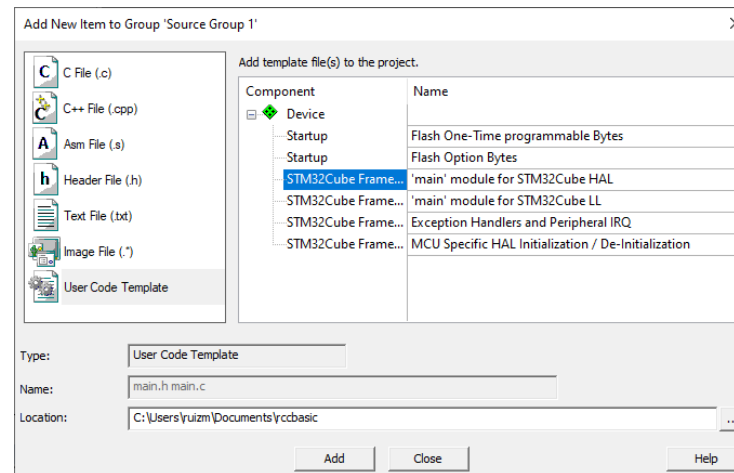 Add New Item to Group 'Source Group 1'
C File (.c)
C++ File (.cpp)
Asm File (.s)
Header File (.h)
Text File (.txt)
Image File (.*)
User Code Template
Add template file(s) to the project.
Component Name
Device
Startup Flash One-Time programmable Bytes
Startup Flash Option Bytes
STM32Cube Frame... 'main' module for STM32Cube HAL
STM32Cube Frame... 'main' module for STM32Cube LL
STM32Cube Frame... Exception Handlers and Peripheral IRQ
STM32Cube Frame... MCU Specific HAL Initialization / De-Initialization
Type: User Code Template
Name: main.h main.c
Location: C:\Users\ruizm\Documents\rccbasic
Add Close Help